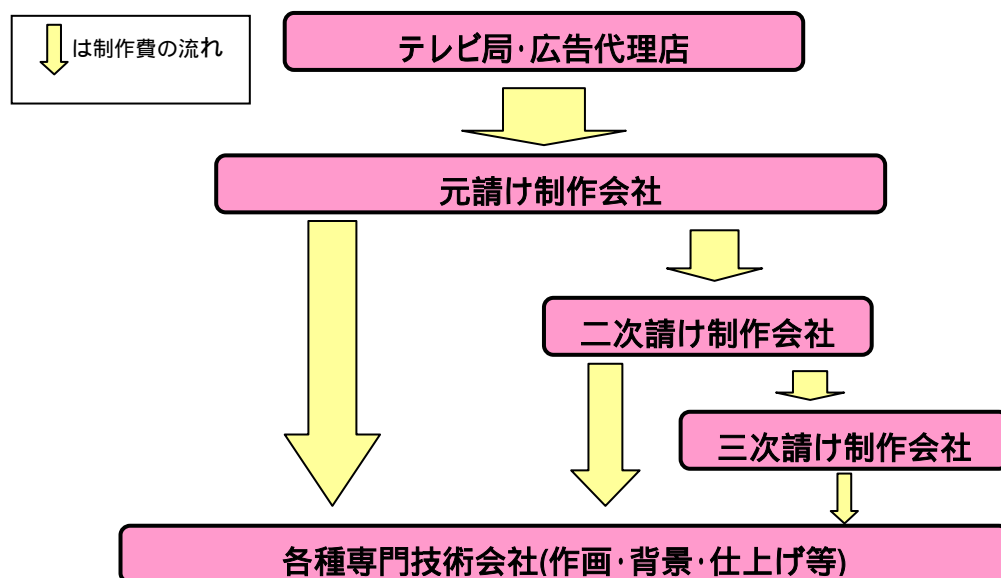 は制作費の流れ
テレビ局・広告代理店
元請け制作会社
二次請け制作会社
三次請け制作会社
各種専門技術会社(作画・背景・仕上げ等)